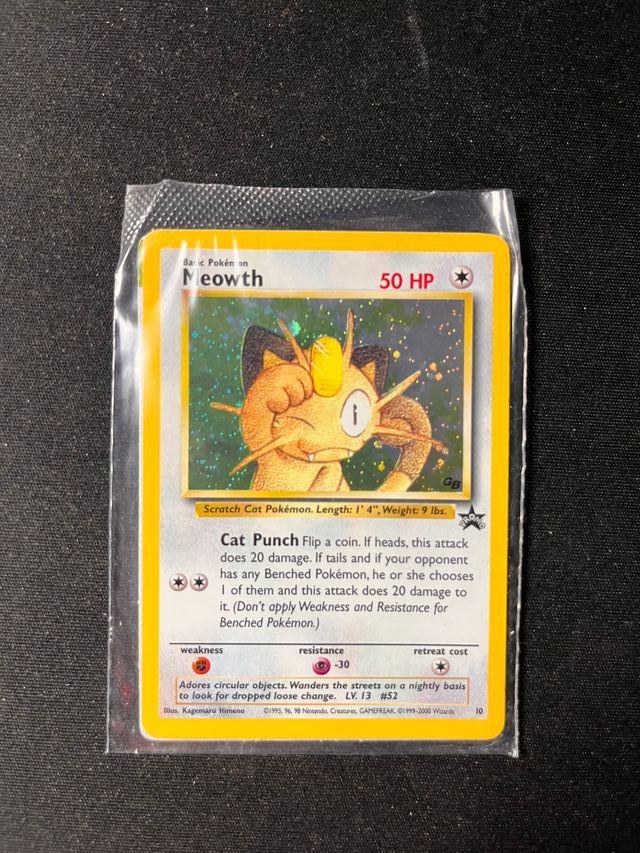 Basic Pokémon
Meowth
50 HP
GB
Scratch Cat Pokémon. Length: 1' 4", Weight: 9 lbs.
PROMO
Cat Punch Flip a coin. If heads, this attack
does 20 damage. If tails and if your opponent
has any Benched Pokémon, he or she chooses
1 of them and this attack does 20 damage to
it. (Don't apply Weakness and Resistance for
Benched Pokémon.)
weakness resistance retreat cost
-30
Adores circular objects. Wanders the streets on a nightly basis
to look for dropped loose change. LV. 13 #52
Illus. Kagemaru Himeno ©1995, 96, 98 Nintendo, Creatures, GAMEFREAK. ©1999-2000 Wizards. 10